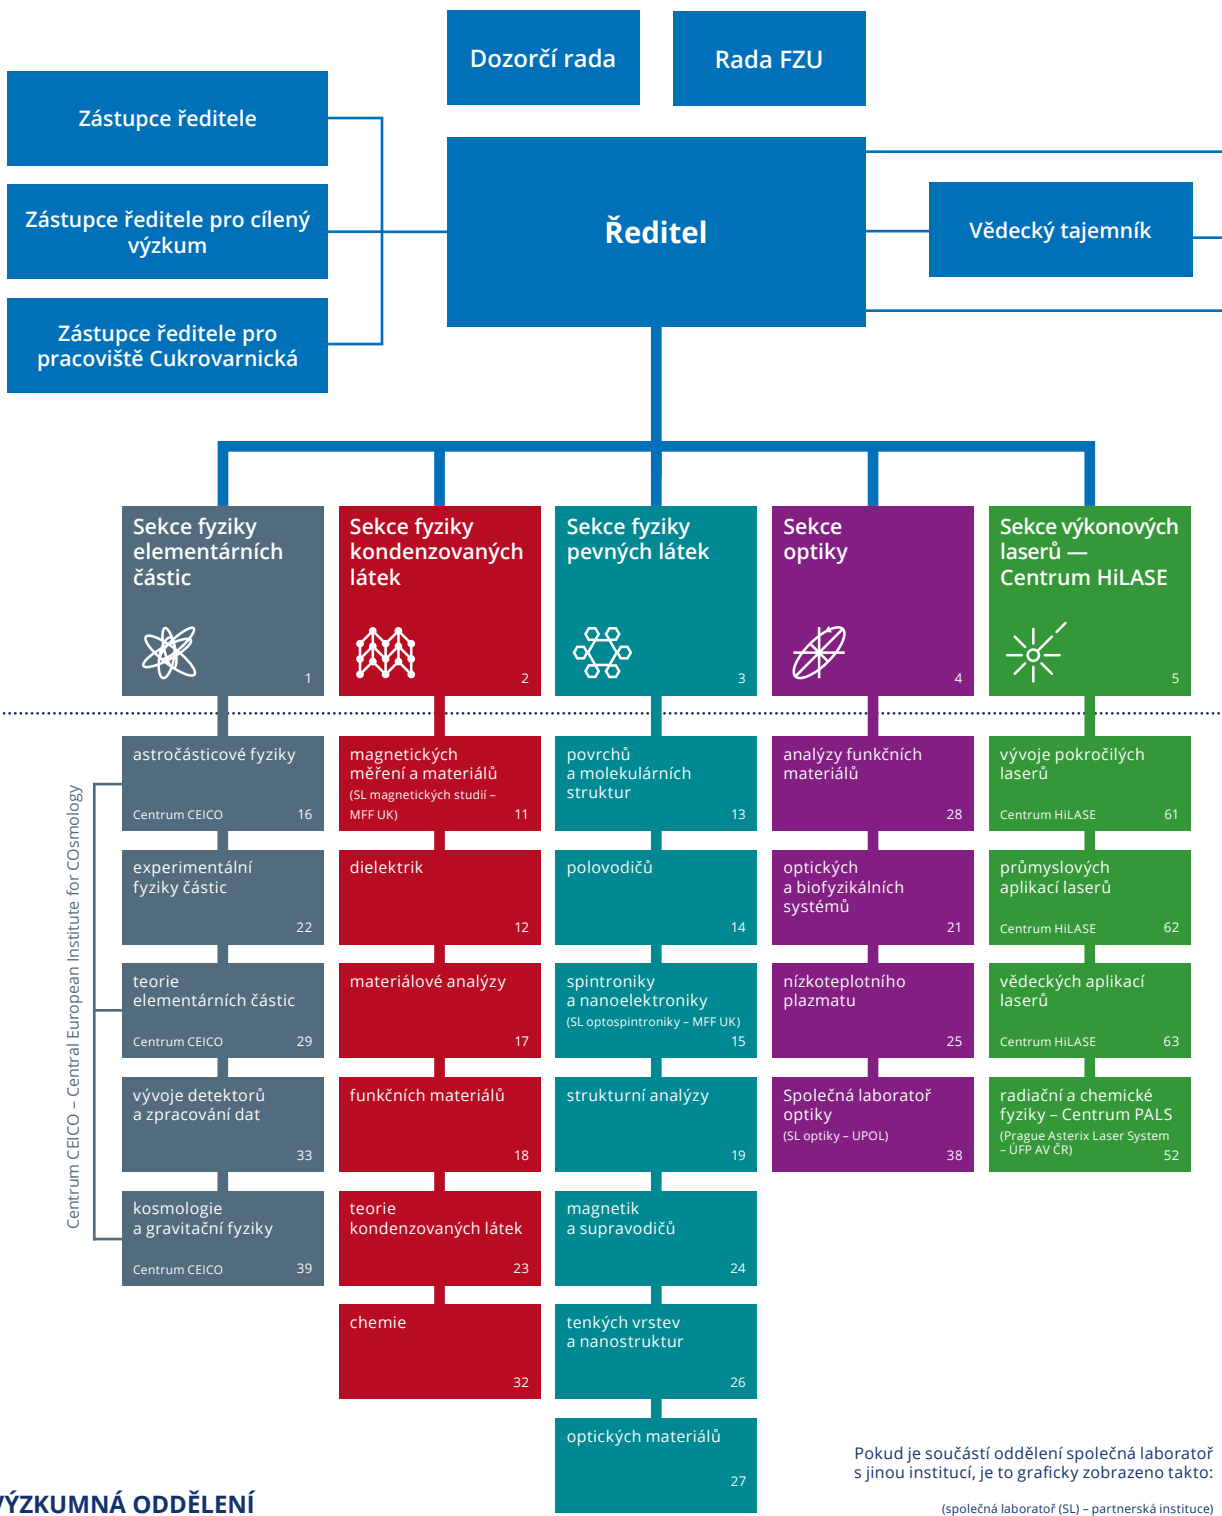 Dozorčí rada
Rada FZU
Zástupce ředitele
Zástupce ředitele pro cílený
výzkum
Zástupce ředitele pro
pracoviště Cukrovarnická
Ředitel
Vědecký tajemník
Sekce fyziky
elementárních
částic
1
Sekce fyziky
kondenzovaných
látek
2
Sekce fyziky
pevných látek
3
Sekce
optiky
4
Sekce výkonových
laserů —
Centrum HiLASE
5
Centrum CEICO – Central European Institute for COsmology
astročásticové fyziky
Centrum CEICO 16
experimentální
fyziky částic
22
teorie
elementárních částic
Centrum CEICO 29
vývoje detektorů
a zpracování dat
33
kosmologie
a gravitační fyziky
Centrum CEICO 39
magnetických
měření a materiálů
(SL magnetických studií –
MFF UK) 11
dielektrik
12
materiálové analýzy
17
funkčních materiálů
18
teorie
kondenzovaných látek
23
chemie
32
povrchů
a molekulárních
struktur
13
polovodičů
14
spintroniky
a nanoelektroniky
(SL optospintroniky – MFF UK)
15
strukturní analýzy
19
magnetik
a supravodičů
24
tenkých vrstev
a nanostruktur
26
optických materiálů
27
analýzy funkčních
materiálů
28
optických
a biofyzikálních
systémů
21
nízkoteplotního
plazmatu
25
Společná laboratoř
optiky
(SL optiky – UPOL)
38
vývoje pokročilých
laserů
Centrum HiLASE 61
průmyslových
aplikací laserů
Centrum HiLASE 62
vědeckých aplikací
laserů
Centrum HiLASE 63
radiační a chemické
fyziky – Centrum PALS
(Prague Asterix Laser System
– ÚFP AV ČR) 52
VÝZKUMNÁ ODDĚLENÍ
Pokud je součástí oddělení společná laboratoř
s jinou institucí, je to graficky zobrazeno takto:
(společná laboratoř (SL) – partnerská instituce)